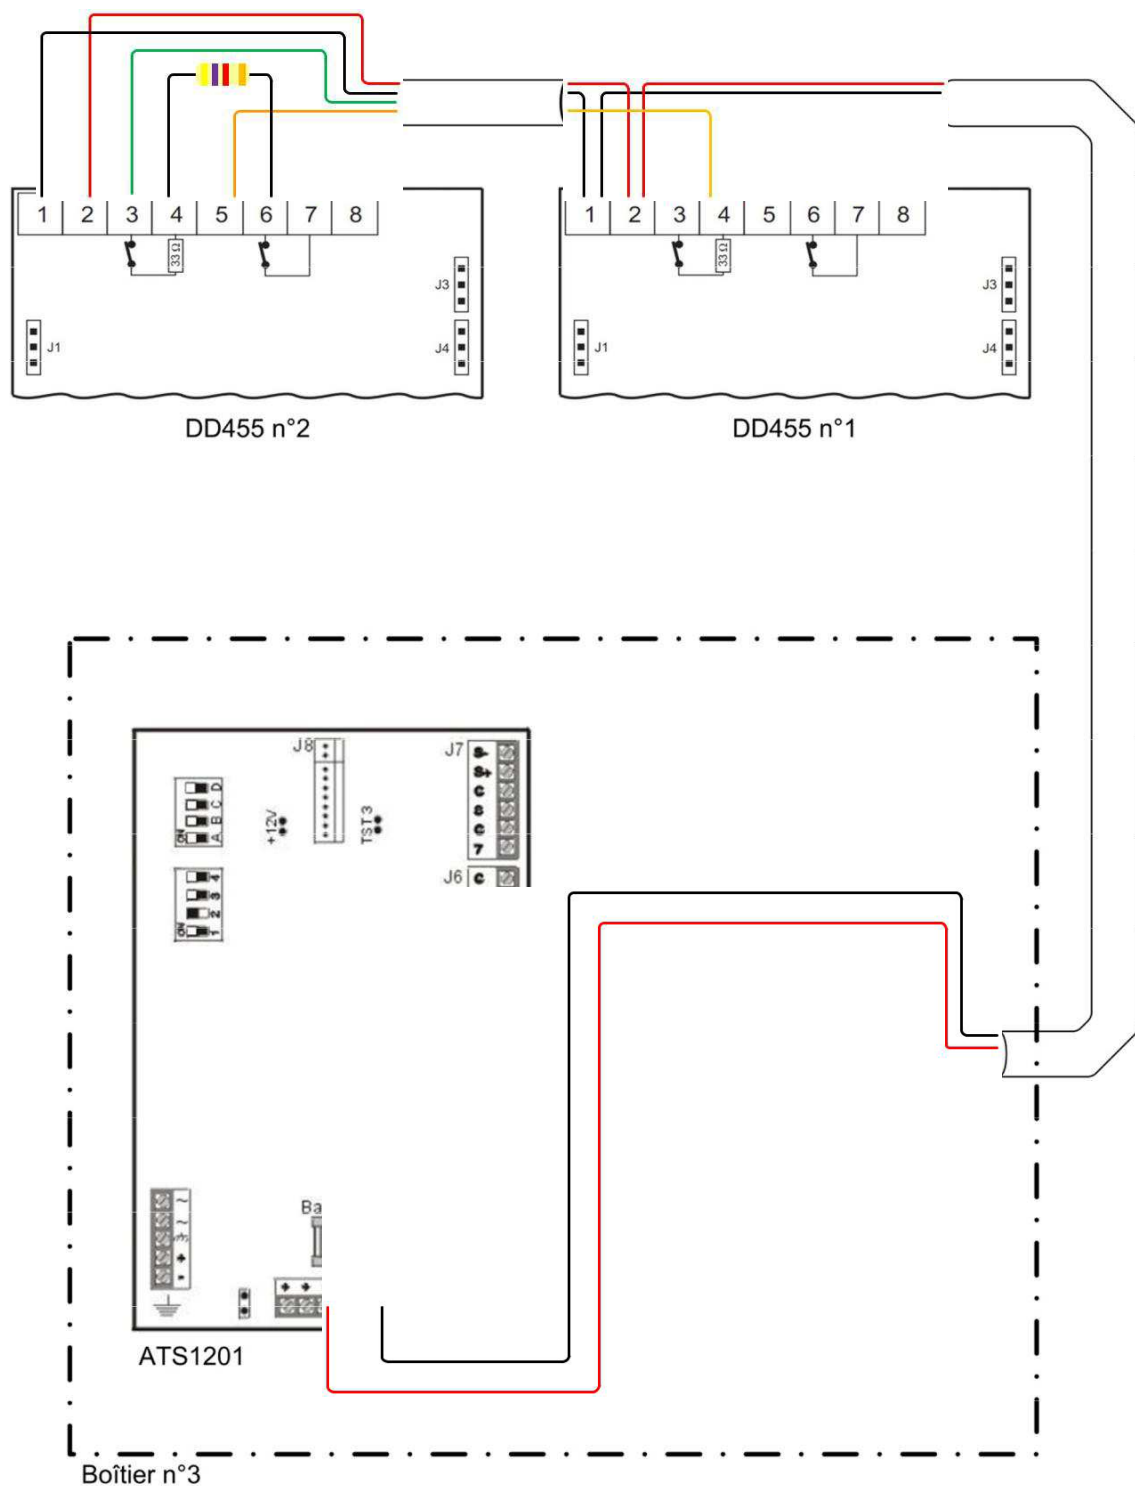 1 2 3 4 5 6 7 8
33 Ω
J3
J1
J4
DD455 n°2
1 2 3 4 5 6 7 8
33 Ω
J3
J1
J4
DD455 n°1
J8
J7
S-
S+
C
8
C
7
J6 C
D
C
B
A
ON
+12V
TST3
4
3
2
1
ON
~
~
+
-
Ba
+ +
ATS1201
Boîtier n°3